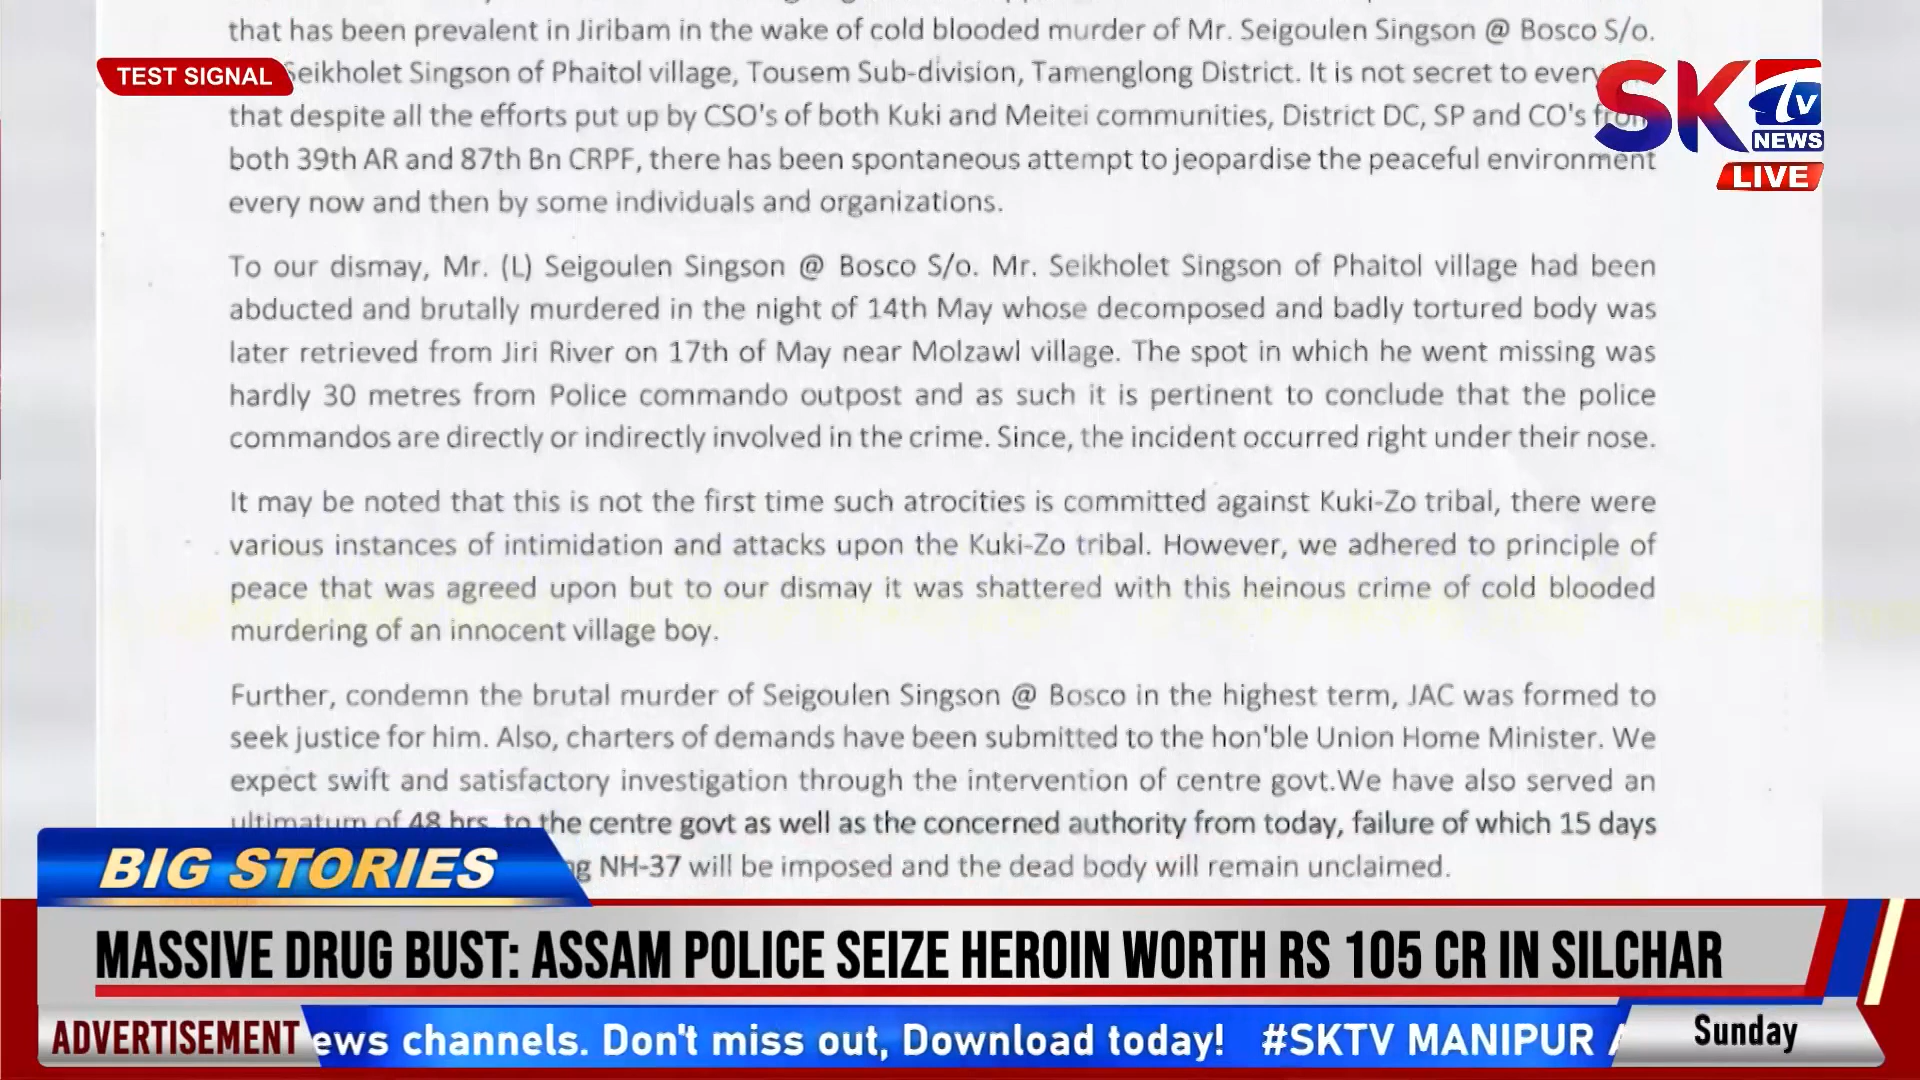 that has been prevalent in Jiribam in the wake of cold blooded murder of Mr. Seigoulen Singson @ Bosco S/o.
TEST SIGNAL
Seikholet Singson of Phaitol village, Tousem Sub-division, Tamenglong District. It is not secret to every
SK TV NEWS
LIVE
that despite all the efforts put up by CSO's of both Kuki and Meitei communities, District DC, SP and CO's from
both 39th AR and 87th Bn CRPF, there has been spontaneous attempt to jeopardise the peaceful environment
every now and then by some individuals and organizations.
To our dismay, Mr. (L) Seigoulen Singson @ Bosco S/o. Mr. Seikholet Singson of Phaitol village had been
abducted and brutally murdered in the night of 14th May whose decomposed and badly tortured body was
later retrieved from Jiri River on 17th of May near Molzawl village. The spot in which he went missing was
hardly 30 metres from Police commando outpost and as such it is pertinent to conclude that the police
commandos are directly or indirectly involved in the crime. Since, the incident occurred right under their nose.
It may be noted that this is not the first time such atrocities is committed against Kuki-Zo tribal, there were
various instances of intimidation and attacks upon the Kuki-Zo tribal. However, we adhered to principle of
peace that was agreed upon but to our dismay it was shattered with this heinous crime of cold blooded
murdering of an innocent village boy.
Further, condemn the brutal murder of Seigoulen Singson @ Bosco in the highest term, JAC was formed to
seek justice for him. Also, charters of demands have been submitted to the hon'ble Union Home Minister. We
expect swift and satisfactory investigation through the intervention of centre govt.We have also served an
ultimatum of 48 hrs. to the centre govt as well as the concerned authority from today, failure of which 15 days
NH-37 will be imposed and the dead body will remain unclaimed.
BIG STORIES
MASSIVE DRUG BUST: ASSAM POLICE SEIZE HEROIN WORTH RS 105 CR IN SILCHAR
ADVERTISEMENT
ews channels. Don't miss out, Download today! #SKTV MANIPUR
Sunday